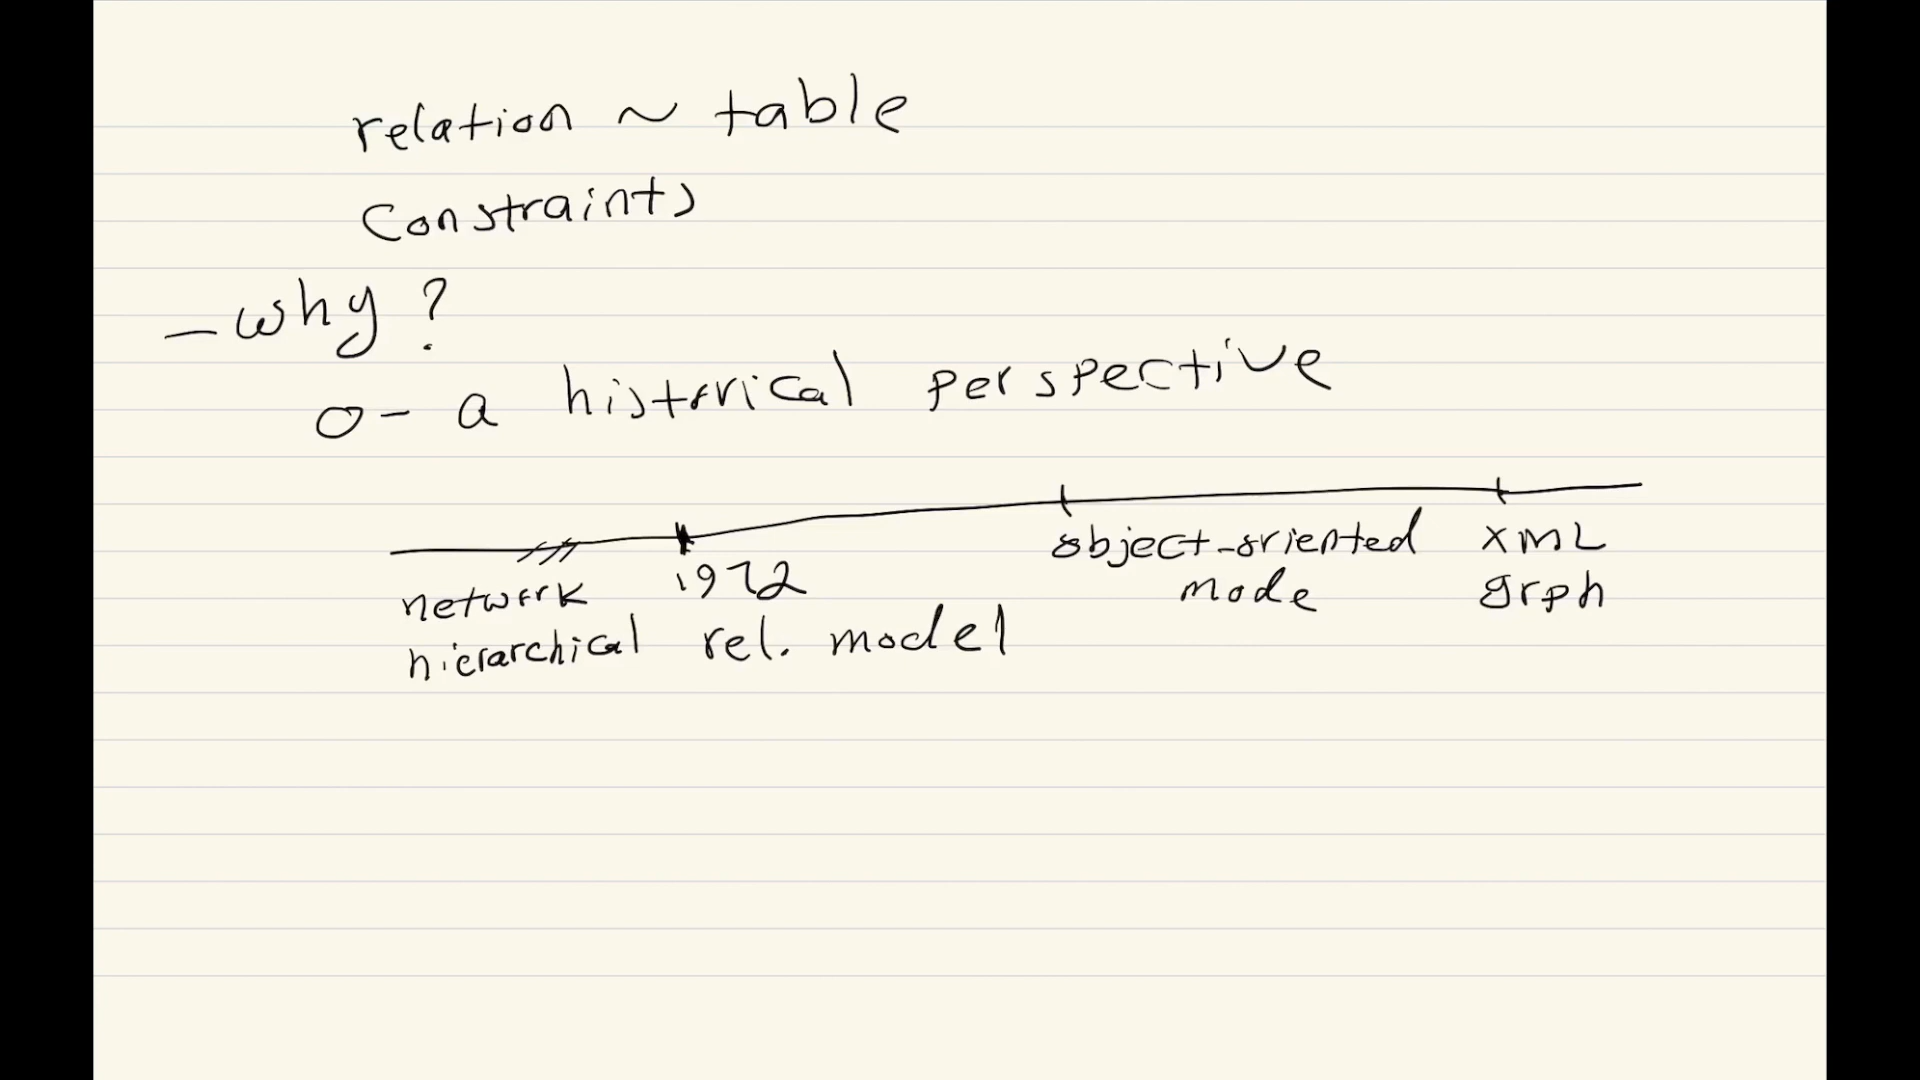 relation ~ table
constraints
- why?
o- a historical perspective
network 1972 object-oriented XML
hierarchical rel. model mode grph